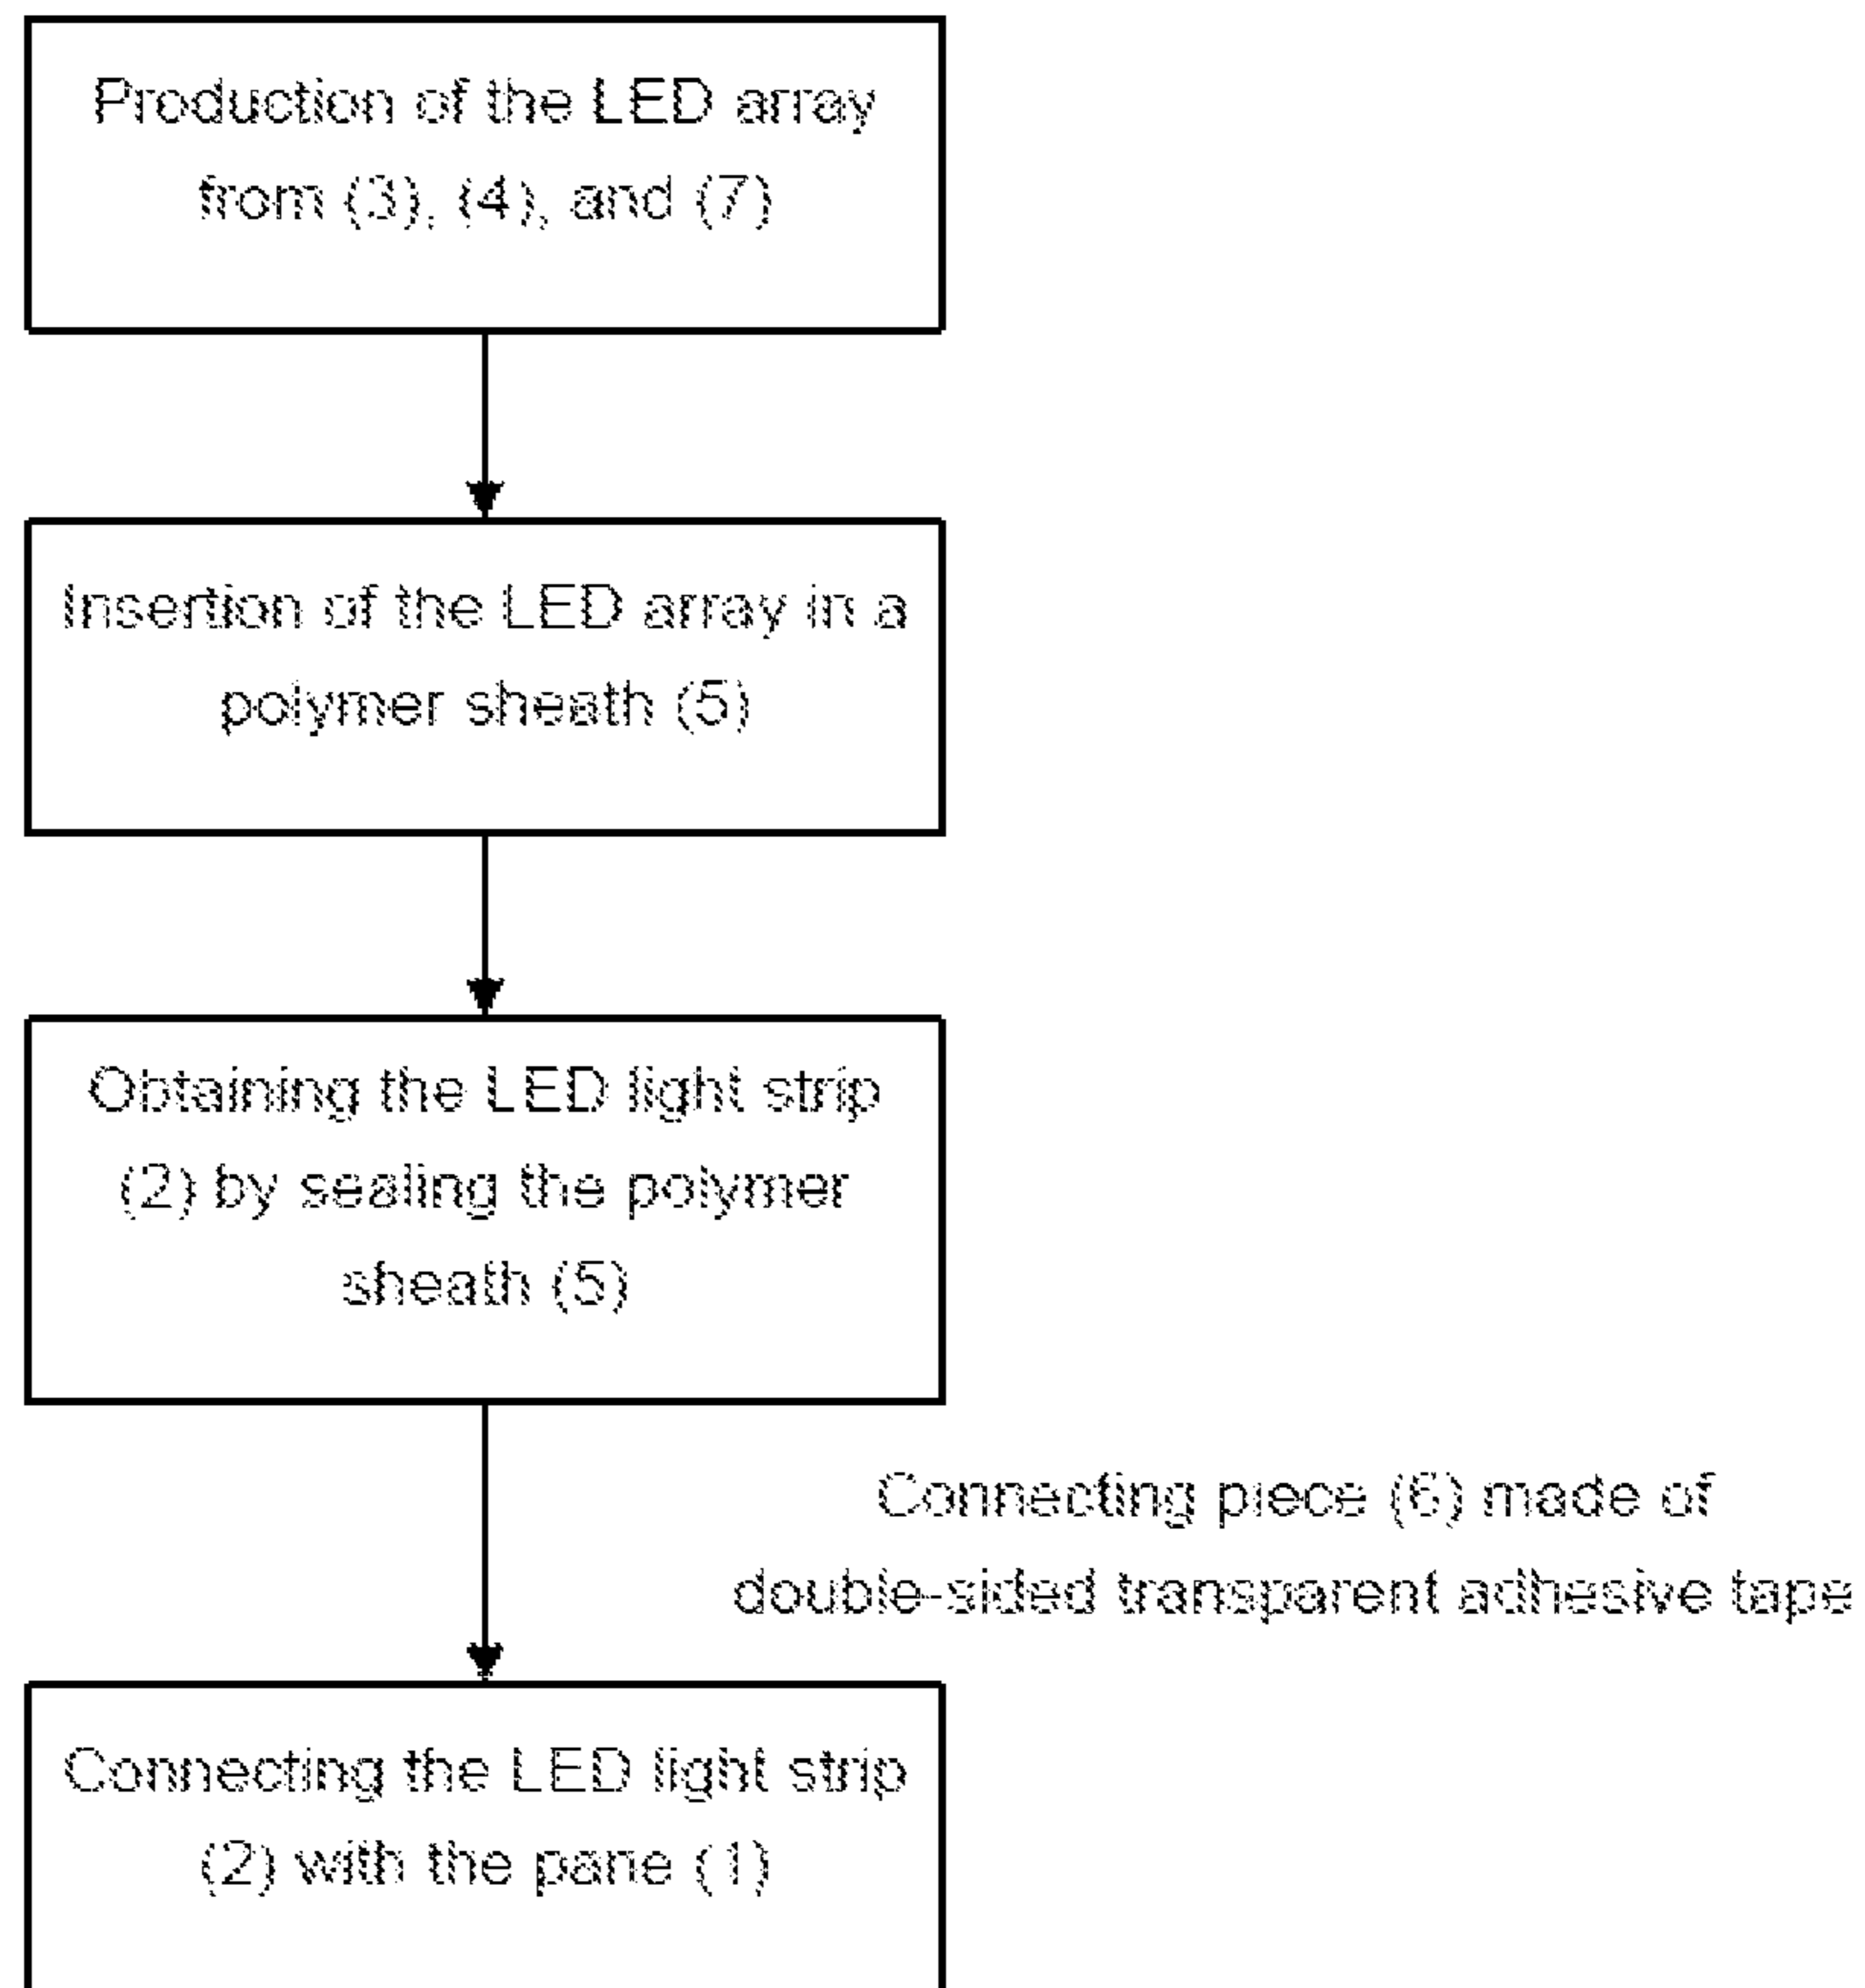 Production of the LED array
from (3), (4), and (7)
Insertion of the LED array in a
polymer sheath (5)
Obtaining the LED light strip
(2) by sealing the polymer
sheath (5)
Connecting piece (6) made of
double-sided transparent adhesive tape
Connecting the LED light strip
(2) with the pane (1)